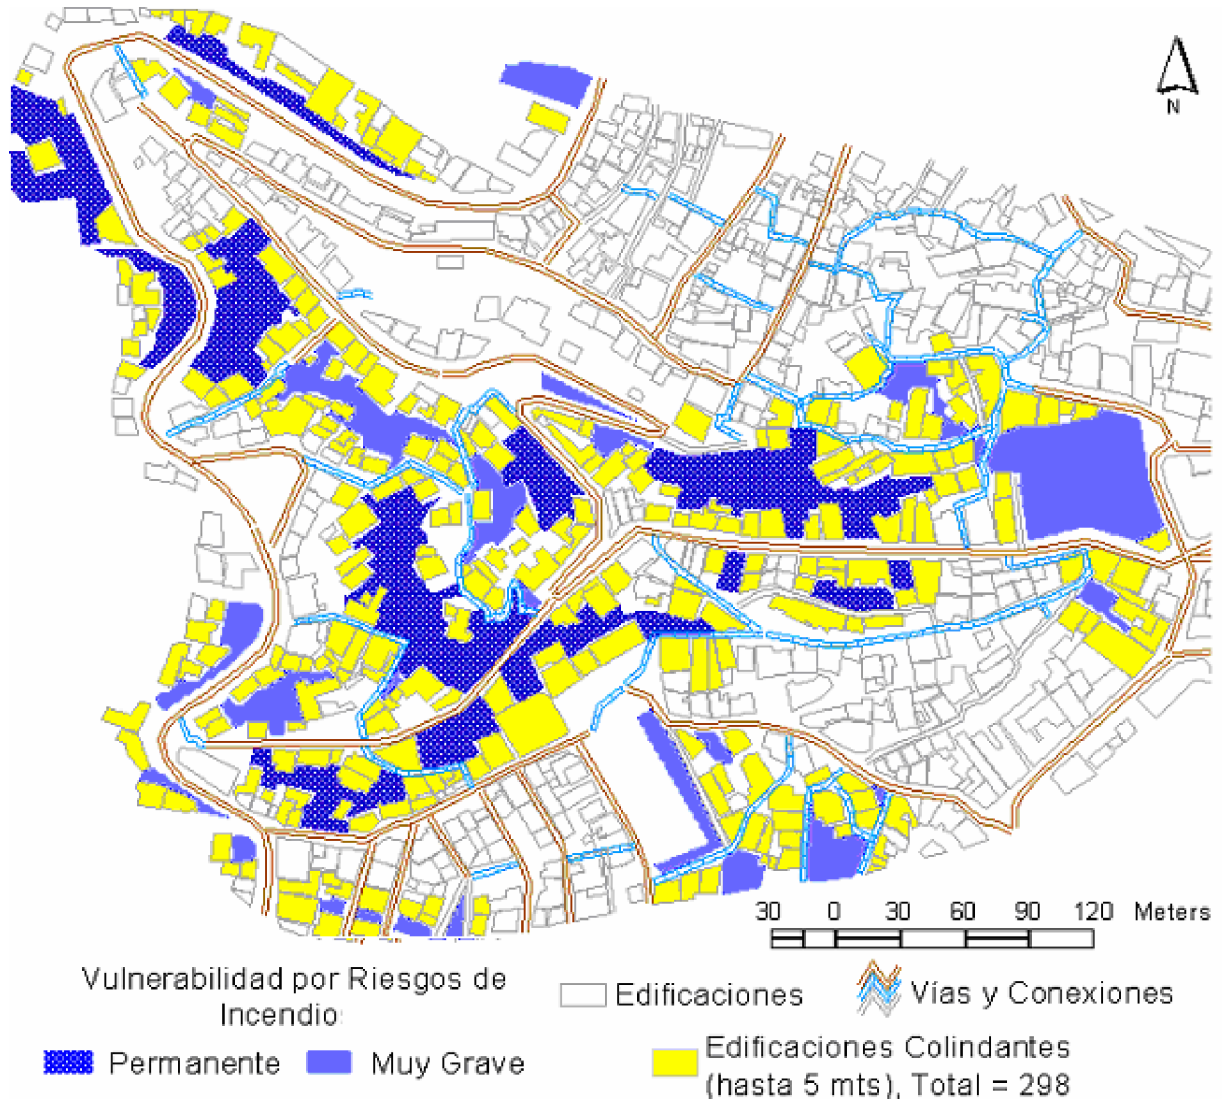 N
30 0 30 60 90 120 Meters
Vulnerabilidad por Riesgos de
Incendio:
Edificaciones
Vías y Conexiones
Permanente
Muy Grave
Edificaciones Colindantes
(hasta 5 mts), Total = 298